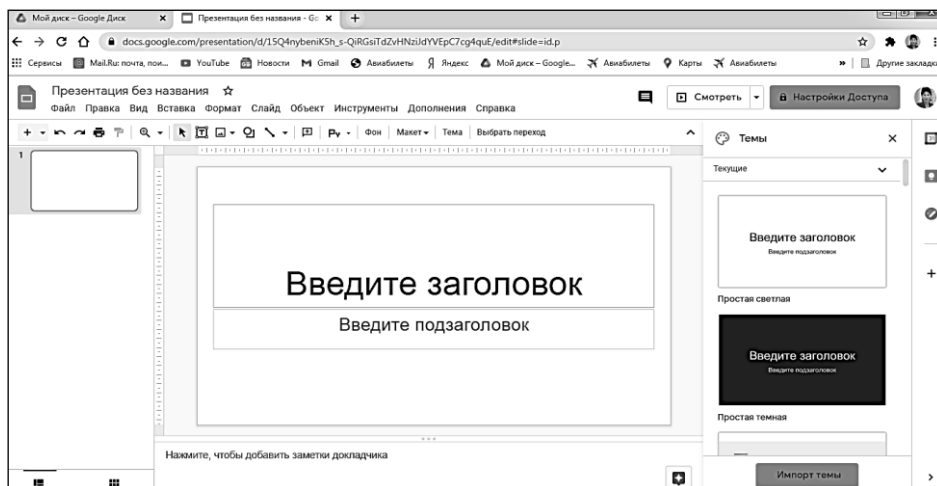 Мой диск – Google Диск
Презентация без названия - Gc
docs.google.com/presentation/d/15Q4nybeniK5h_s-QiRGsiTdZvHNziJdYVEpC7cg4quE/edit#slide=id.p
Сервисы Mail.Ru: почта, пои... YouTube Новости Gmail Авиабилеты Яндекс Мой диск – Google... Авиабилеты Карты Авиабилеты » Другие закладки
Презентация без названия
Файл Правка Вид Вставка Формат Слайд Объект Инструменты Дополнения Справка
Смотреть
Настройки Доступа
Фон Макет Тема Выбрать переход
Темы
Текущие
1
Введите заголовок
Введите подзаголовок
Введите заголовок
Введите подзаголовок
Простая светлая
Введите заголовок
Введите подзаголовок
Простая темная
Нажмите, чтобы добавить заметки докладчика
Импорт темы